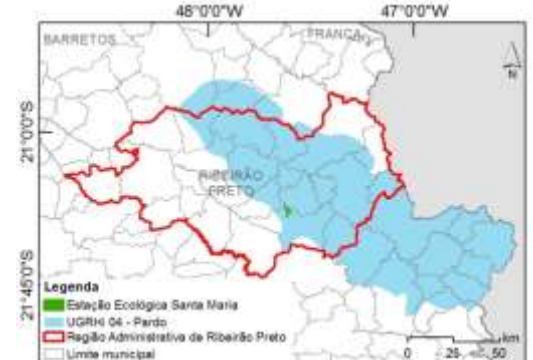 48°0'0"W 47°0'0"W
BARRETOS
FRANCA
N
21°0'0"S
RIBEIRÃO
PRETO
21°45'0"S
Legenda
Estação Ecológica Santa Maria
UGRHI 04 - Pardo
Região Administrativa de Ribeirão Preto
Limite municipal
km
0 25 50